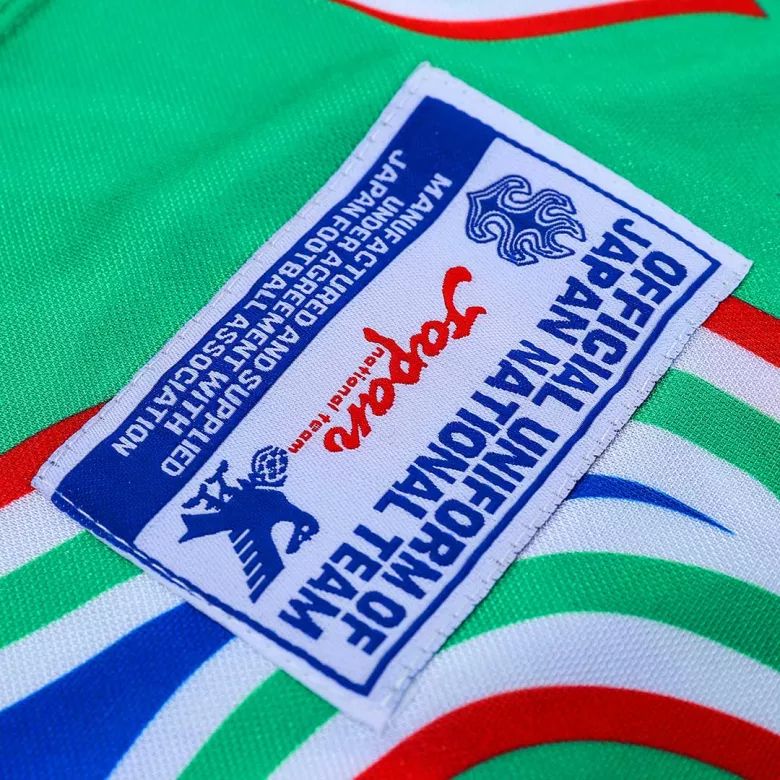 OFFICIAL UNIFORM OF
JAPAN NATIONAL TEAM
Japan
national team
MANUFACTURED AND SUPPLIED
UNDER AGREEMENT WITH
JAPAN FOOTBALL ASSOCIATION